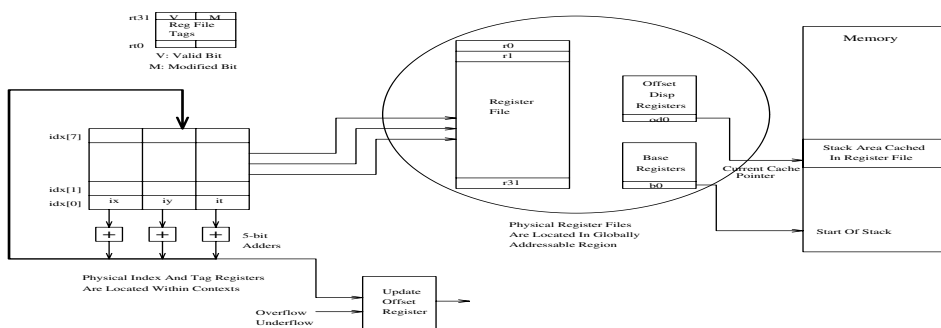 rt31
V
M
Reg File
Tags
rt0
V: Valid Bit
M: Modified Bit
r0
r1
Register
File
r31
Offset
Disp
Registers
od0
Base
Registers
b0
Memory
Stack Area Cached
In Register File
Current Cache
Pointer
Start Of Stack
idx[7]
idx[1]
idx[0]
ix
iy
it
+
+
+
5-bit
Adders
Physical Register Files
Are Located In Globally
Addressable Region
Physical Index And Tag Registers
Are Located Within Contexts
Overflow
Underflow
Update
Offset
Register